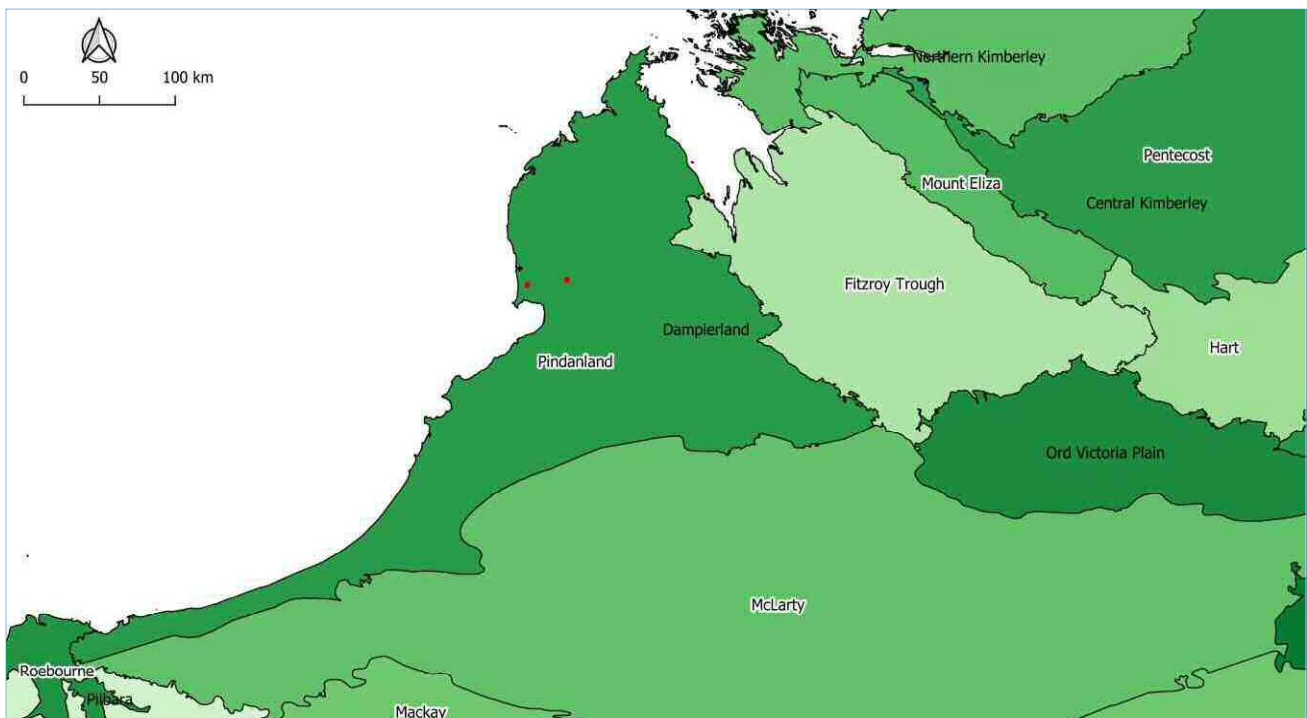 0 50 100 km
Northern Kimberley
Pentecost
Mount Eliza
Central Kimberley
Fitzroy Trough
Dampierland
Hart
Pindanland
Ord Victoria Plain
McLarty
Roebourne
Pilbara
Mackay